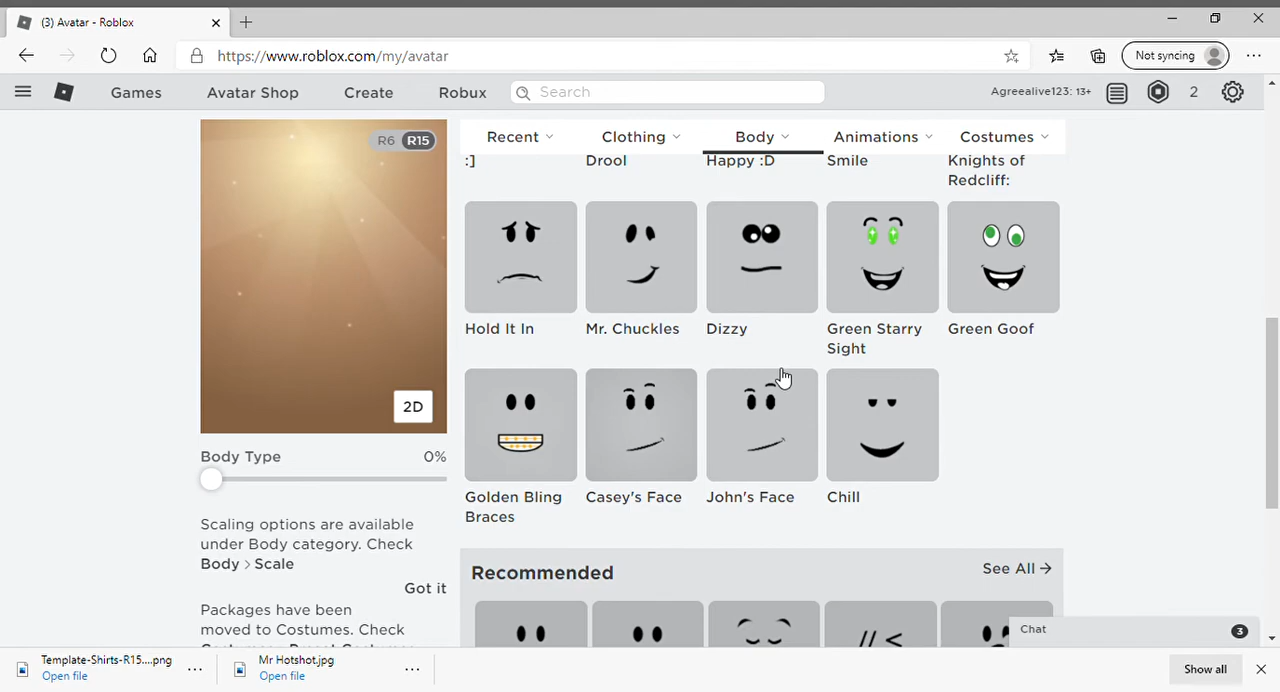 (3) Avatar - Roblox
https://www.roblox.com/my/avatar
Not syncing
Games
Avatar Shop
Create
Robux
Search
Agreealive123: 13+
2
R6 R15
Recent
Clothing
Body
Animations
Costumes
:]
Drool
Happy :D
Smile
Knights of
Redcliff:
Hold It In
Mr. Chuckles
Dizzy
Green Starry
Sight
Green Goof
2D
Body Type 0%
Golden Bling
Braces
Casey's Face
John's Face
Chill
Scaling options are available
under Body category. Check
Body > Scale
Got it
Packages have been
moved to Costumes. Check
Recommended
See All →
Chat
3
Template-Shirts-R15....png
Open file
Mr Hotshot.jpg
Open file
Show all